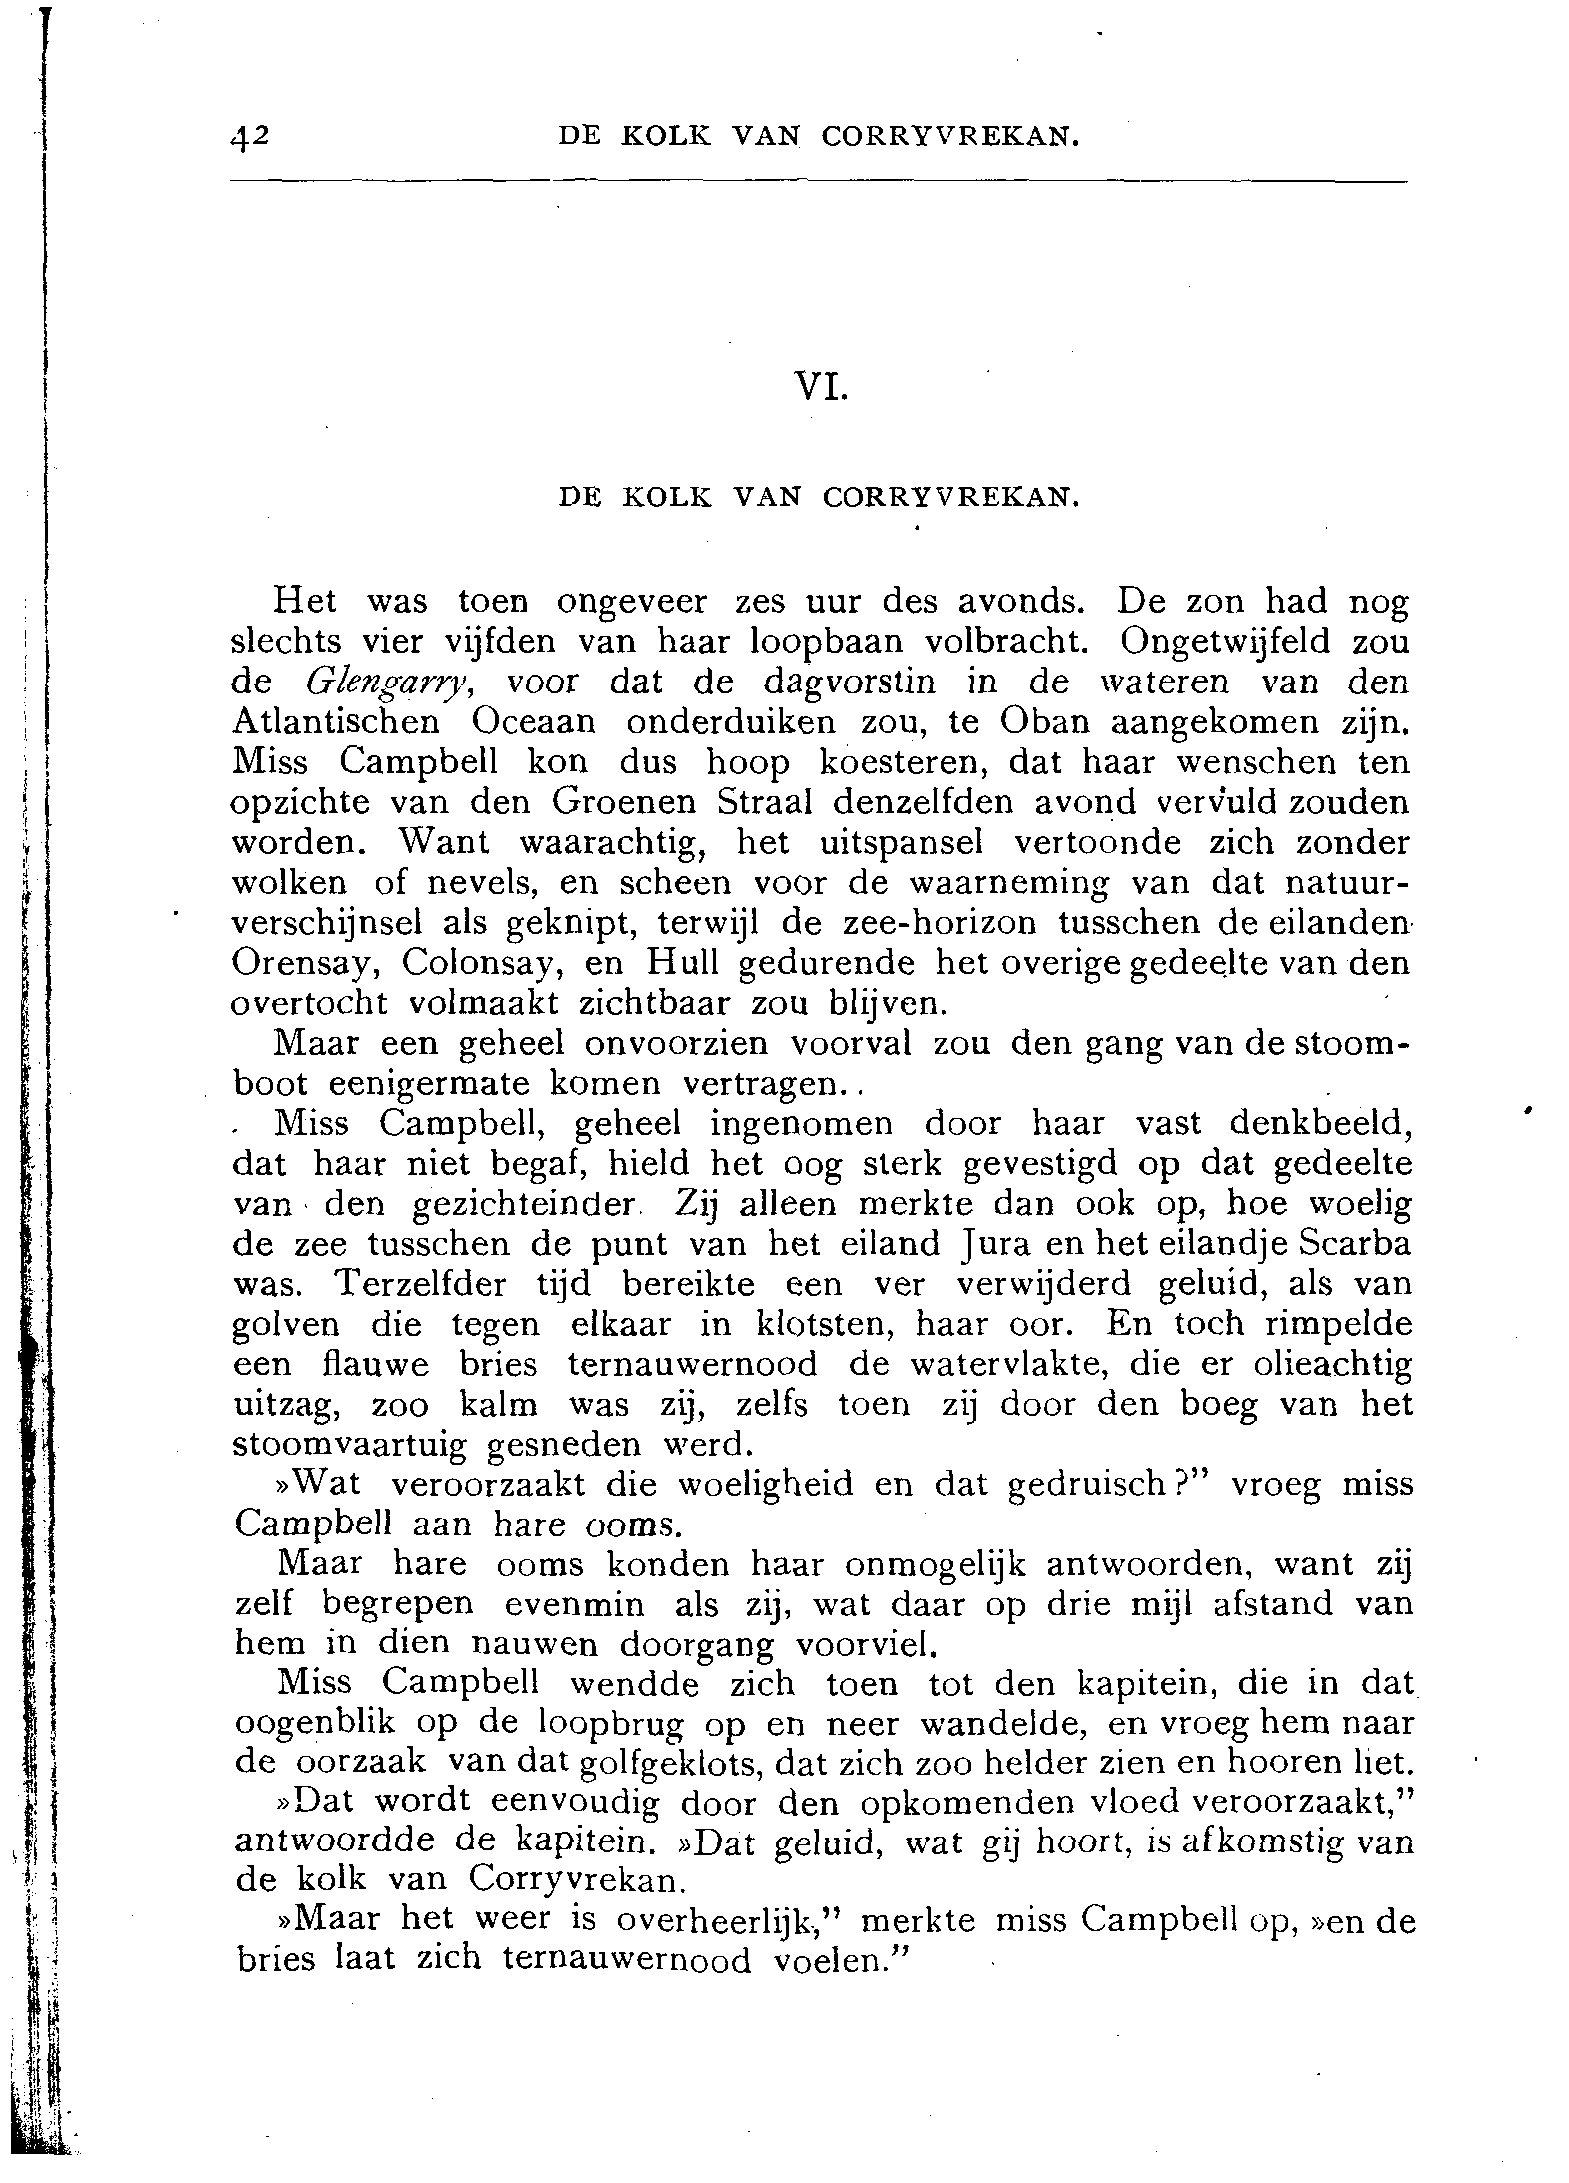 42 DE KOLK VAN CORRYVREKAN.
VI.
DE KOLK VAN CORRYVREKAN.
Het was toen ongeveer zes uur des avonds. De zon had nog
slechts vier vijfden van haar loopbaan volbracht. Ongetwijfeld zou
de Glengarry, voor dat de dagvorstin in de wateren van den
Atlantischen Oceaan onderduiken zou, te Oban aangekomen zijn.
Miss Campbell kon dus hoop koesteren, dat haar wenschen ten
opzichte van den Groenen Straal denzelfden avond vervuld zouden
worden. Want waarachtig, het uitspansel vertoonde zich zonder
wolken of nevels, en scheen voor de waarneming van dat natuur-
verschijnsel als geknipt, terwijl de zee-horizon tusschen de eilanden
Orensay, Colonsay, en Hull gedurende het overige gedeelte van den
overtocht volmaakt zichtbaar zou blijven.
Maar een geheel onvoorzien voorval zou den gang van de stoom-
boot eenigermate komen vertragen..
Miss Campbell, geheel ingenomen door haar vast denkbeeld,
dat haar niet begaf, hield het oog sterk gevestigd op dat gedeelte
van den gezichteinder. Zij alleen merkte dan ook op, hoe woelig
de zee tusschen de punt van het eiland Jura en het eilandje Scarba
was. Terzelfder tijd bereikte een ver verwijderd geluid, als van
golven die tegen elkaar in klotsten, haar oor. En toch rimpelde
een flauwe bries ternauwernood de watervlakte, die er olieachtig
uitzag, zoo kalm was zij, zelfs toen zij door den boeg van het
stoomvaartuig gesneden werd.
»Wat veroorzaakt die woeligheid en dat gedruisch?” vroeg miss
Campbell aan hare ooms.
Maar hare ooms konden haar onmogelijk antwoorden, want zij
zelf begrepen evenmin als zij, wat daar op drie mijl afstand van
hem in dien nauwen doorgang voorviel.
Miss Campbell wendde zich toen tot den kapitein, die in dat
oogenblik op de loopbrug op en neer wandelde, en vroeg hem naar
de oorzaak van dat golfgeklots, dat zich zoo helder zien en hooren liet.
»Dat wordt eenvoudig door den opkomenden vloed veroorzaakt,”
antwoordde de kapitein. »Dat geluid, wat gij hoort, is afkomstig van
de kolk van Corryvrekan.
»Maar het weer is overheerlijk,” merkte miss Campbell op, »en de
bries laat zich ternauwernood voelen.”